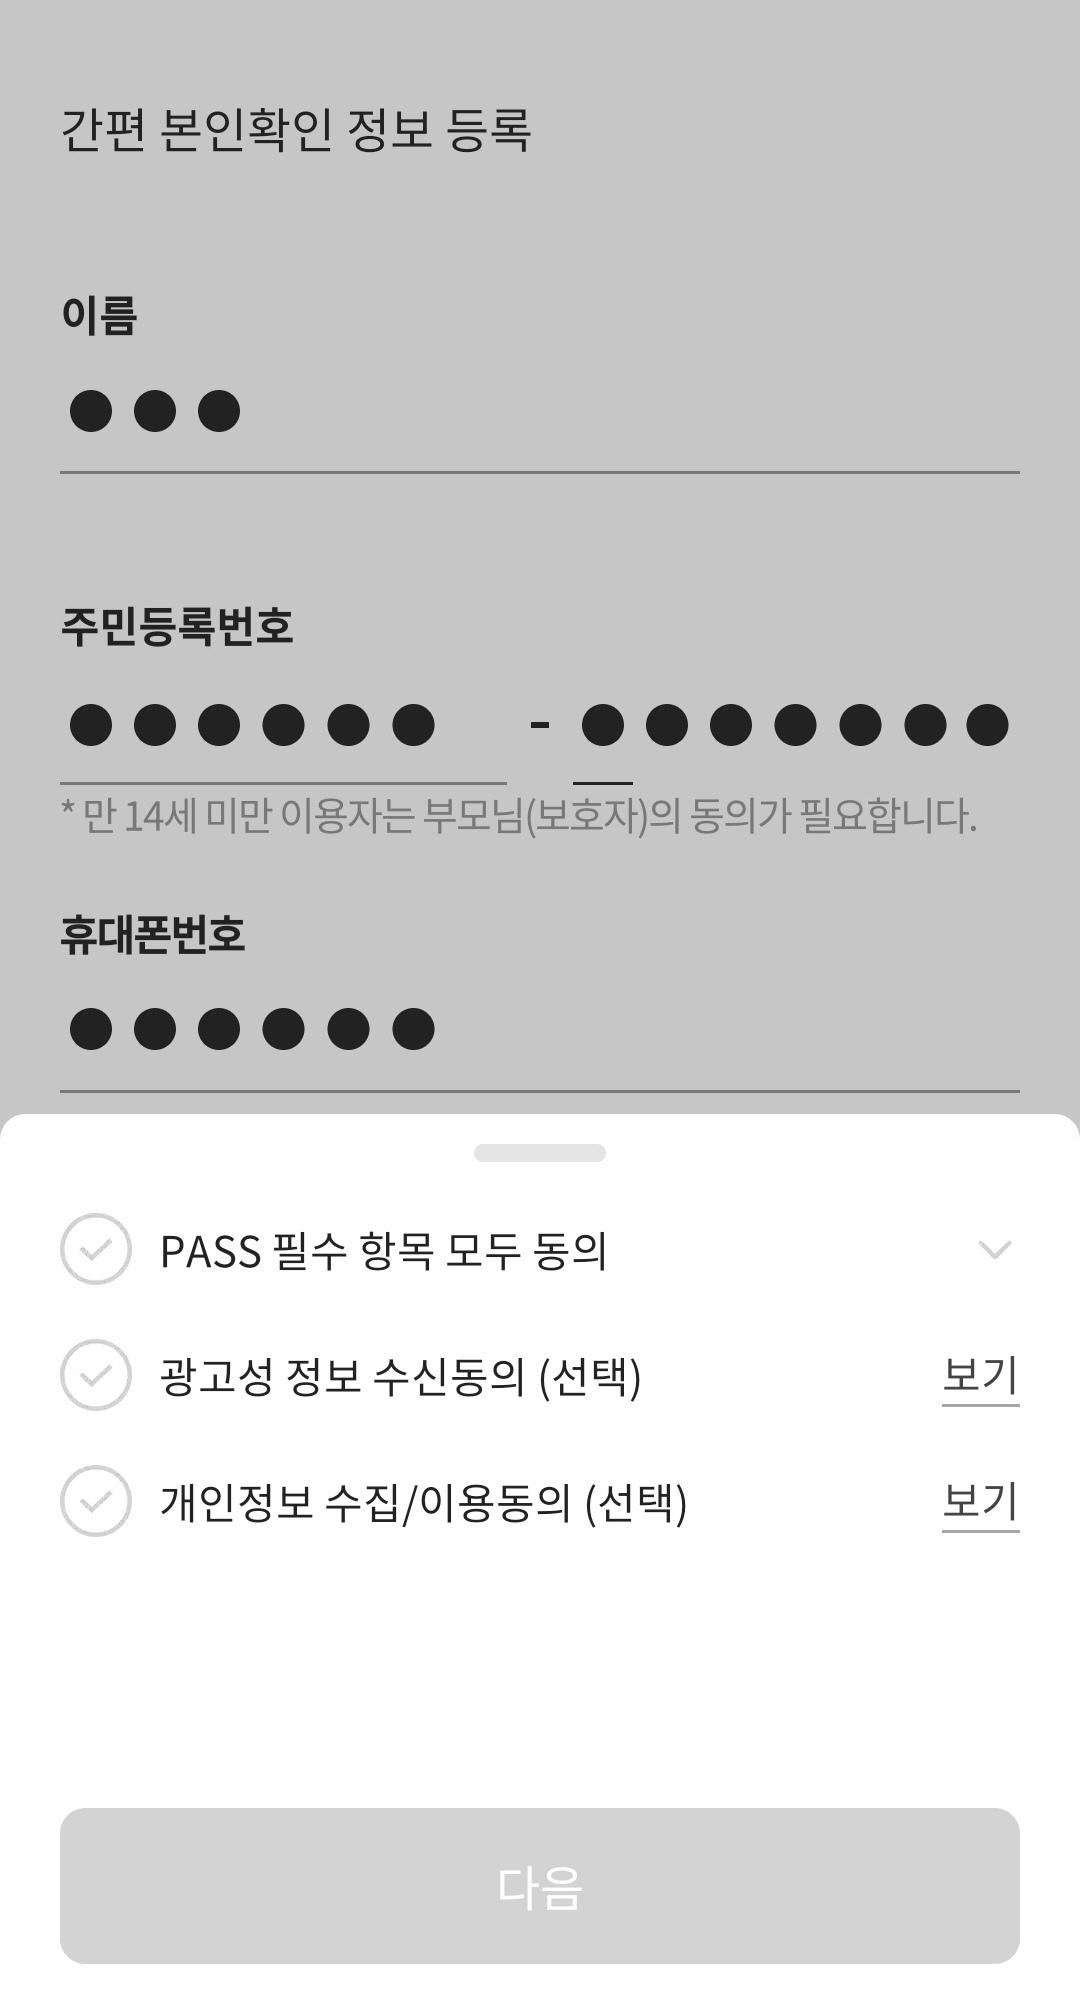 간편 본인확인 정보 등록
이름
●●●
주민등록번호
●●●●●● - ●●●●●●●
* 만 14세 미만 이용자는 부모님(보호자)의 동의가 필요합니다.
휴대폰번호
●●●●●●
PASS 필수 항목 모두 동의
광고성 정보 수신동의 (선택) 보기
개인정보 수집/이용동의 (선택) 보기
다음